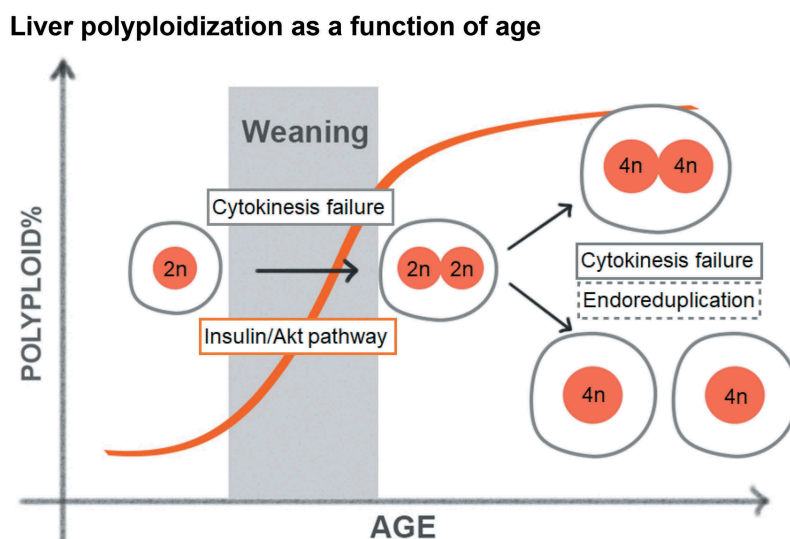 Liver polyploidization as a function of age
Weaning
Cytokinesis failure
2n
2n 2n
Insulin/Akt pathway
4n 4n
Cytokinesis failure
Endoreduplication
4n
4n
POLYPLOID%
AGE